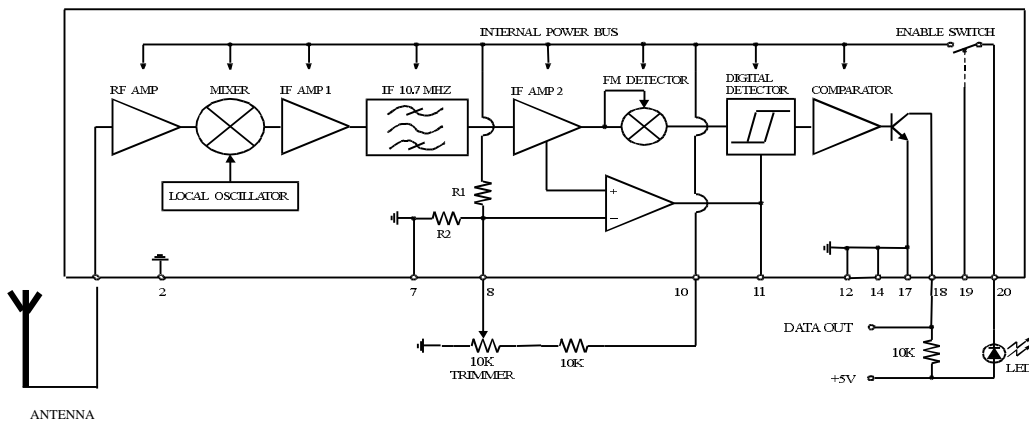 INTERNAL POWER BUS
ENABLE SWITCH
RF AMP
MIXER
IF AMP 1
IF 10.7 MHZ
IF AMP 2
FM DETECTOR
DIGITAL
DETECTOR
COMPARATOR
LOCAL OSCILLATOR
R1
R2
+
−
2
7
8
10
11
12
14
17
18
19
20
10K
TRIMMER
10K
DATA OUT
10K
+5V
LED
ANTENNA